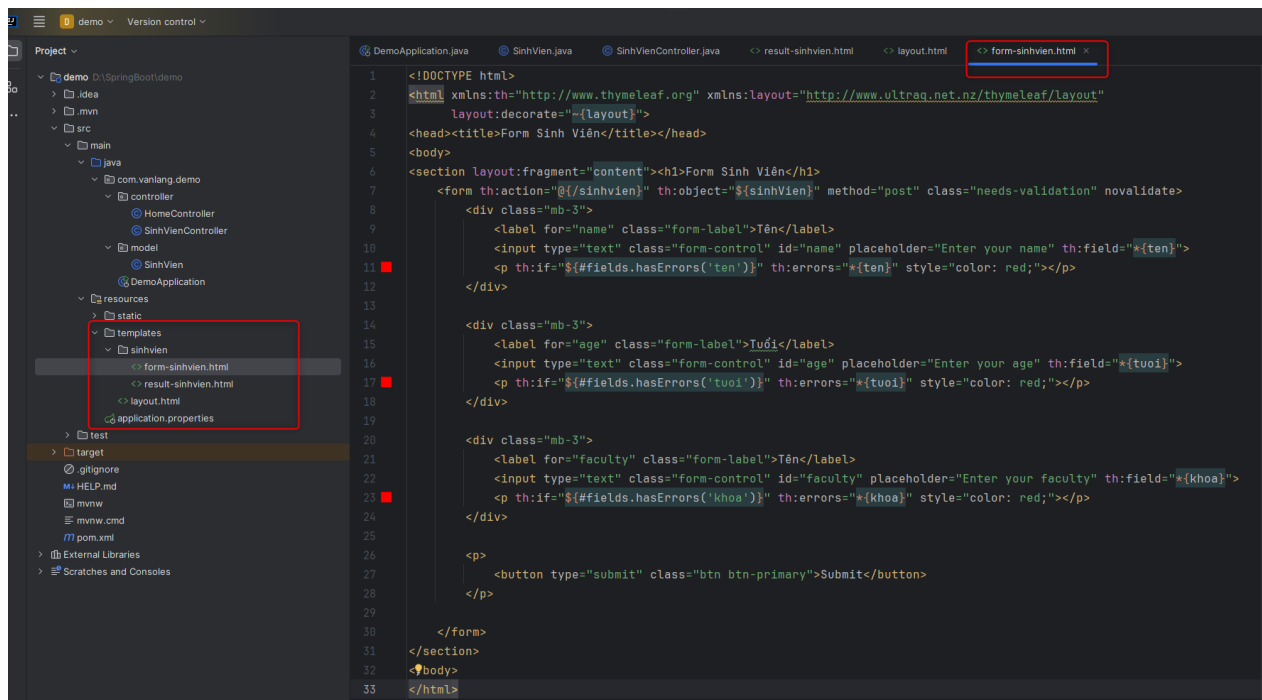 demo Version control
Project
demo D:\SpringBoot\demo
.idea
.mvn
src
main
java
com.vanlang.demo
controller
HomeController
SinhVienController
model
SinhVien
DemoApplication
resources
static
templates
sinhvien
form-sinhvien.html
result-sinhvien.html
layout.html
application.properties
test
target
.gitignore
HELP.md
mvnw
mvnw.cmd
pom.xml
External Libraries
Scratches and Consoles
DemoApplication.java SinhVien.java SinhVienController.java result-sinhvien.html layout.html form-sinhvien.html
1 <!DOCTYPE html>
2 <html xmlns:th="http://www.thymeleaf.org" xmlns:layout="http://www.ultraq.net.nz/thymeleaf/layout"
3 layout:decorate="~{layout}">
4 <head><title>Form Sinh Viên</title></head>
5 <body>
6 <section layout:fragment="content"><h1>Form Sinh Viên</h1>
7 <form th:action="@{/sinhvien}" th:object="${sinhVien}" method="post" class="needs-validation" novalidate>
8 <div class="mb-3">
9 <label for="name" class="form-label">Tên</label>
10 <input type="text" class="form-control" id="name" placeholder="Enter your name" th:field="*{ten}">
11 <p th:if="${#fields.hasErrors('ten')}" th:errors="*{ten}" style="color: red;"></p>
12 </div>
13
14 <div class="mb-3">
15 <label for="age" class="form-label">Tuổi</label>
16 <input type="text" class="form-control" id="age" placeholder="Enter your age" th:field="*{tuoi}">
17 <p th:if="${#fields.hasErrors('tuoi')}" th:errors="*{tuoi}" style="color: red;"></p>
18 </div>
19
20 <div class="mb-3">
21 <label for="faculty" class="form-label">Tên</label>
22 <input type="text" class="form-control" id="faculty" placeholder="Enter your faculty" th:field="*{khoa}">
23 <p th:if="${#fields.hasErrors('khoa')}" th:errors="*{khoa}" style="color: red;"></p>
24 </div>
25
26 <p>
27 <button type="submit" class="btn btn-primary">Submit</button>
28 </p>
29
30 </form>
31 </section>
32 <body>
33 </html>